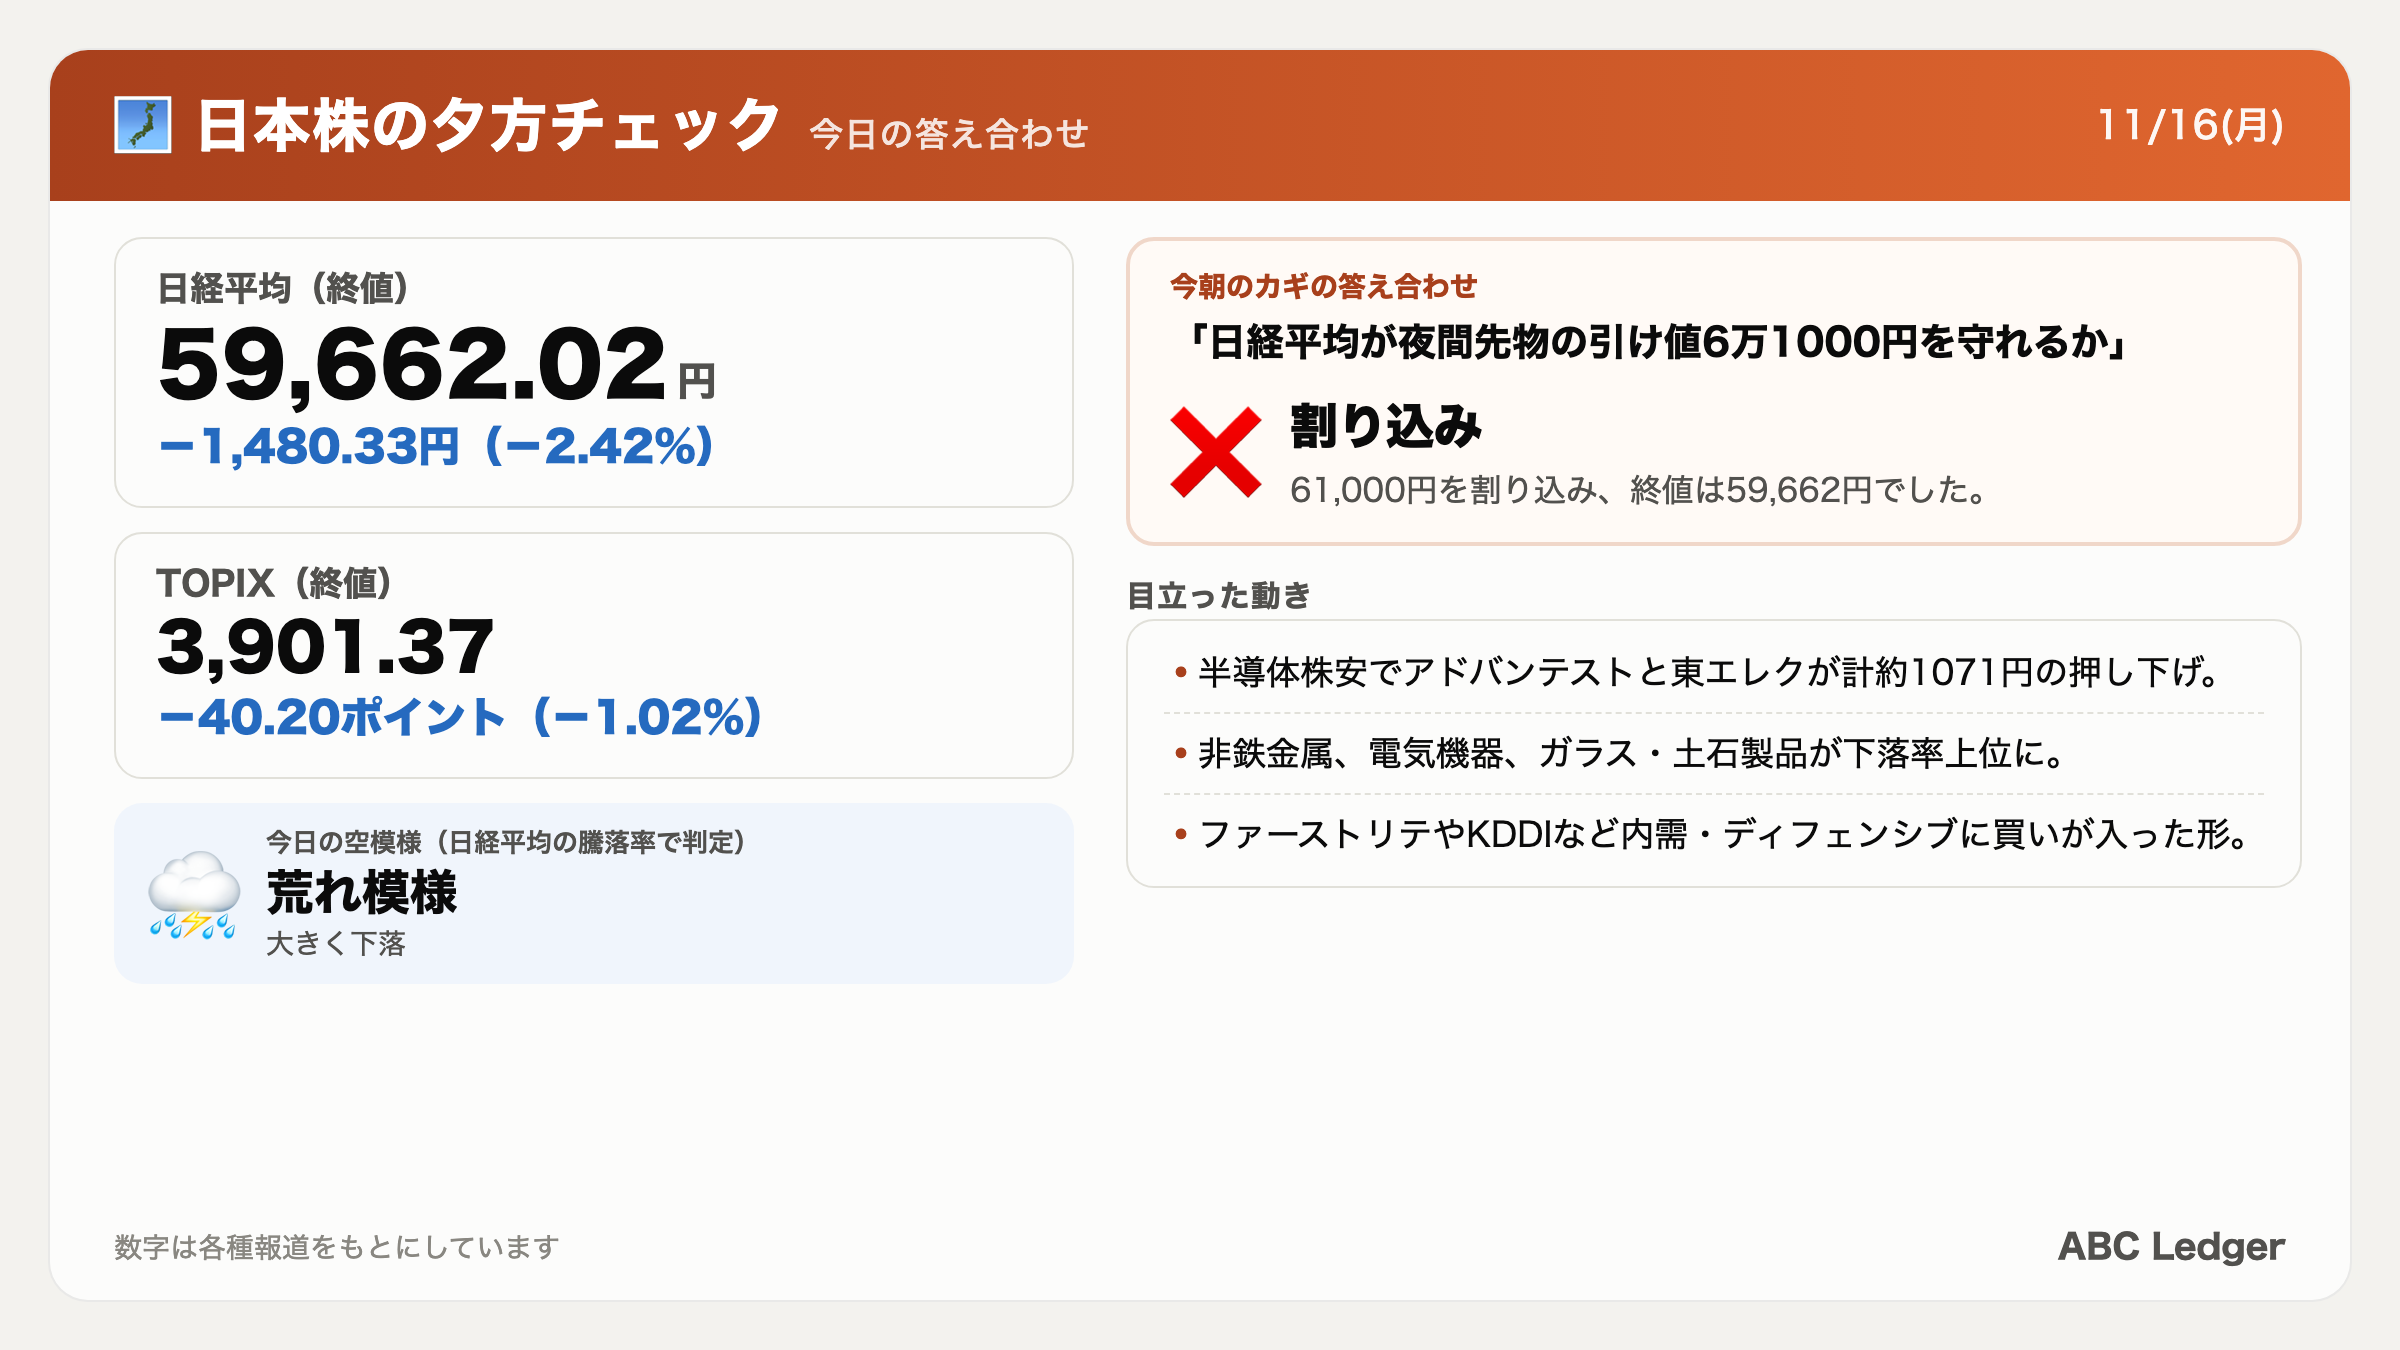 日本株の夕方チェック 今日の答え合わせ
11/16(月)
日経平均（終値）
59,662.02円
−1,480.33円（−2.42%）
TOPIX（終値）
3,901.37
−40.20ポイント（−1.02%）
今日の空模様（日経平均の騰落率で判定）
荒れ模様
大きく下落
今朝のカギの答え合わせ
「日経平均が夜間先物の引け値6万1000円を守れるか」
割り込み
61,000円を割り込み、終値は59,662円でした。
目立った動き
• 半導体株安でアドバンテストと東エレクが計約1071円の押し下げ。
• 非鉄金属、電気機器、ガラス・土石製品が下落率上位に。
• ファーストリテやKDDIなど内需・ディフェンシブに買いが入った形。
数字は各種報道をもとにしています
ABC Ledger